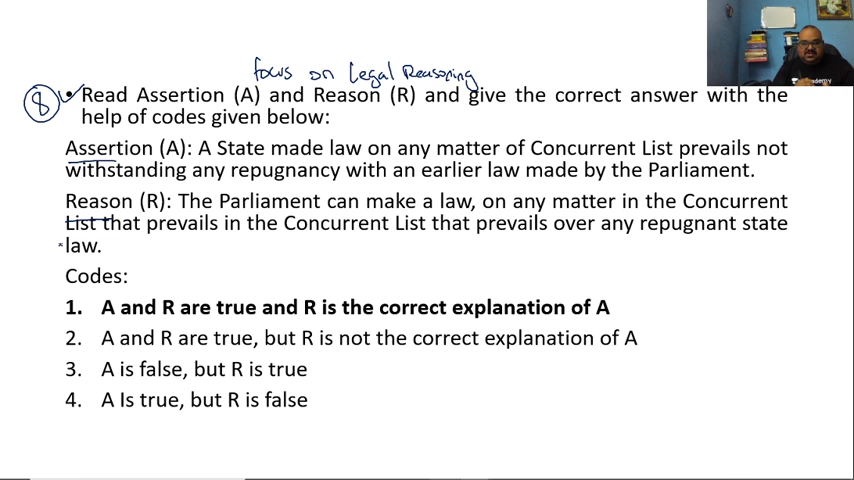 focus on Legal Reasoning
8 • Read Assertion (A) and Reason (R) and give the correct answer with the
help of codes given below:
Assertion (A): A State made law on any matter of Concurrent List prevails not
withstanding any repugnancy with an earlier law made by the Parliament.
Reason (R): The Parliament can make a law, on any matter in the Concurrent
List that prevails in the Concurrent List that prevails over any repugnant state
law.
Codes:
1. A and R are true and R is the correct explanation of A
2. A and R are true, but R is not the correct explanation of A
3. A is false, but R is true
4. A Is true, but R is false